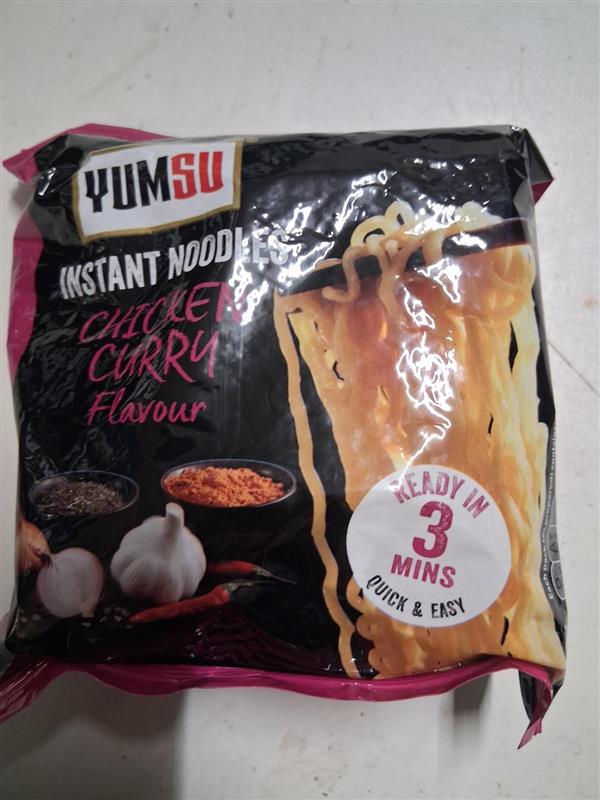 YUMSU
INSTANT NOODLES
CHICKEN
CURRY
Flavour
READY IN
3
MINS
QUICK & EASY